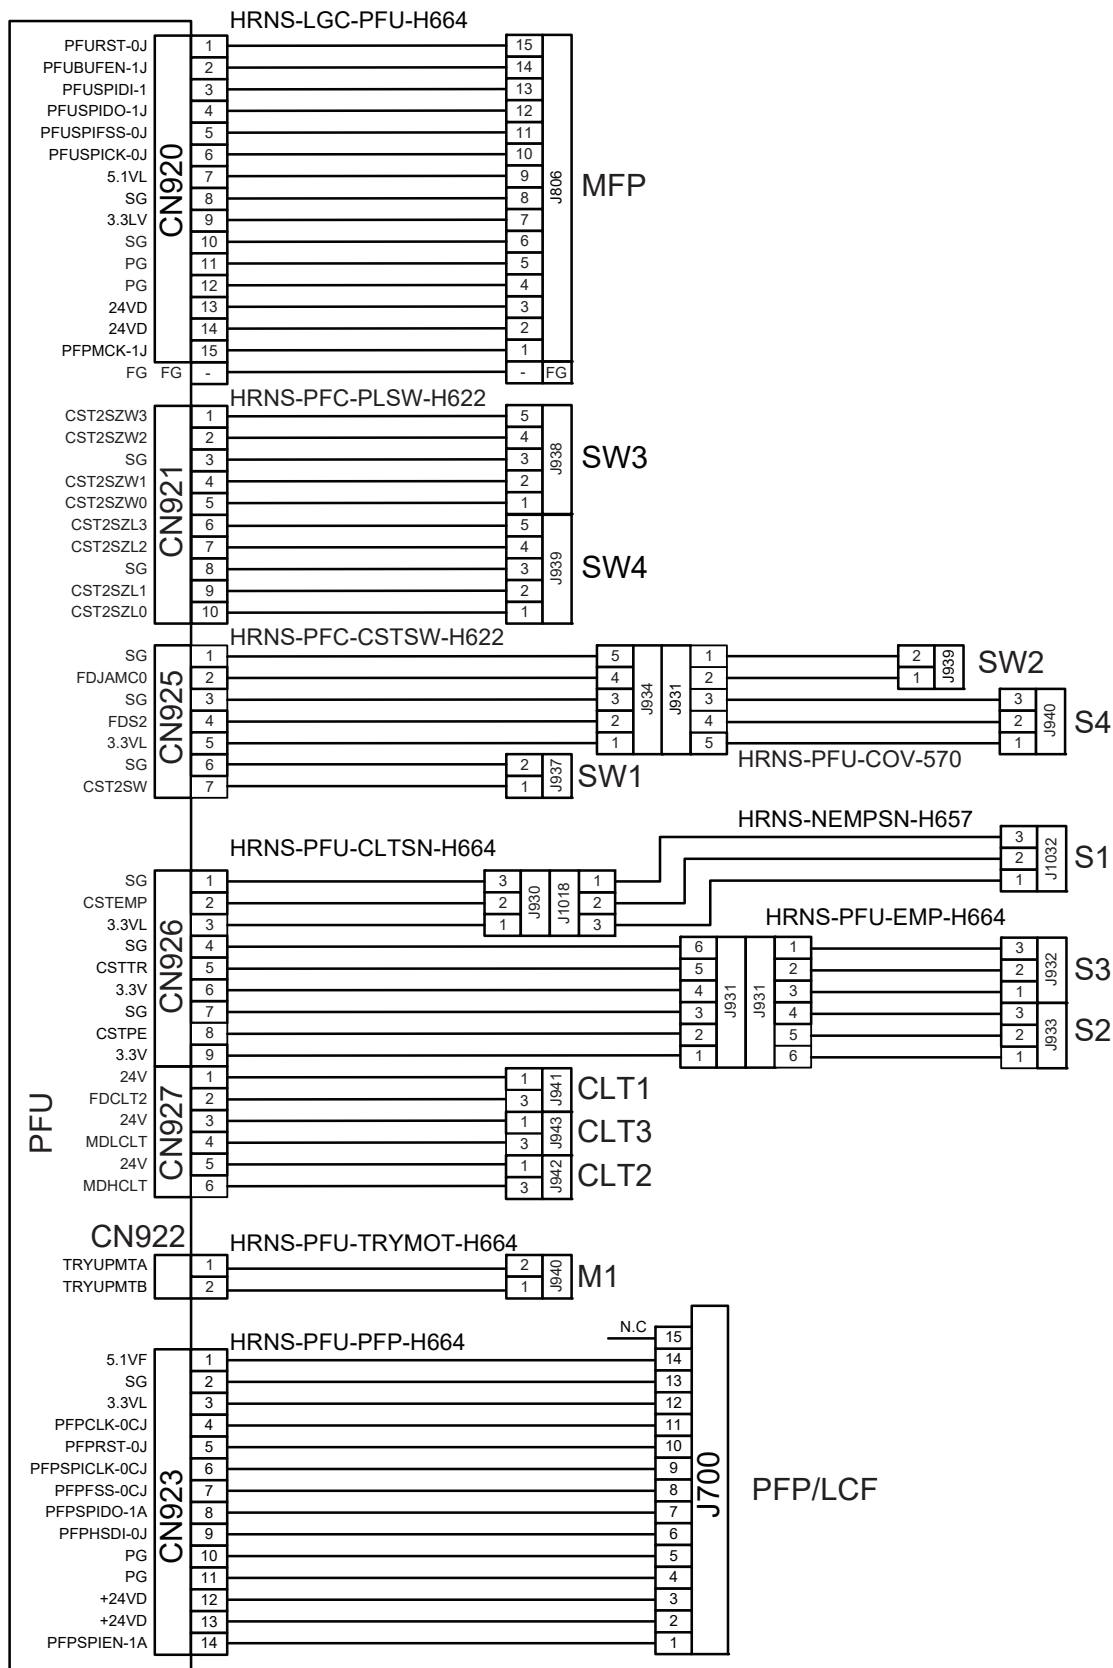 HRNS-LGC-PFU-H664
PFURST-0J 1 15
PFUBUFEN-1J 2 14
PFUSPIDI-1 3 13
PFUSPIDO-1J 4 12
PFUSPIFSS-0J 5 11
PFUSPICK-0J 6 10
5.1VL 7 9
SG 8 8
3.3LV 9 7
SG 10 6
PG 11 5
PG 12 4
24VD 13 3
24VD 14 2
PFPMCK-1J 15 1
FG FG - - FG
CN920
J806
MFP
HRNS-PFC-PLSW-H622
CST2SZW3 1 5
CST2SZW2 2 4
SG 3 3
CST2SZW1 4 2
CST2SZW0 5 1
CST2SZL3 6 5
CST2SZL2 7 4
SG 8 3
CST2SZL1 9 2
CST2SZL0 10 1
CN921
J938
SW3
J939
SW4
HRNS-PFC-CSTSW-H622
SG 1 5 1 2
FDJAMC0 2 4 2 1
SG 3 3 3 3
FDS2 4 2 4 2
3.3VL 5 1 5 1
SG 6 2
CST2SW 7 1
CN925
J934
J931
J939
SW2
J940
S4
HRNS-PFU-COV-570
J937
SW1
HRNS-NEMPSN-H657
HRNS-PFU-CLTSN-H664
SG 1 3 1 3
CSTEMP 2 2 2 2
3.3VL 3 1 3 1
J930
J1018
J1032
S1
HRNS-PFU-EMP-H664
SG 4 6 1 3
CSTTR 5 5 2 2
3.3V 6 4 3 1
SG 7 3 4 3
CSTPE 8 2 5 2
3.3V 9 1 6 1
CN926
J931
J931
J932
S3
J933
S2
24V 1 1
FDCLT2 2 3
24V 3 1
MDLCLT 4 3
24V 5 1
MDHCLT 6 3
CN927
J941
CLT1
J943
CLT3
J942
CLT2
PFU
CN922
HRNS-PFU-TRYMOT-H664
TRYUPMTA 1 2
TRYUPMTB 2 1
J940
M1
HRNS-PFU-PFP-H664
N.C 15
5.1VF 1 14
SG 2 13
3.3VL 3 12
PFPCLK-0CJ 4 11
PFPRST-0J 5 10
PFPSPICLK-0CJ 6 9
PFPFSS-0CJ 7 8
PFPSPIDO-1A 8 7
PFPHSDI-0J 9 6
PG 10 5
PG 11 4
+24VD 12 3
+24VD 13 2
PFPSPIEN-1A 14 1
CN923
J700
PFP/LCF